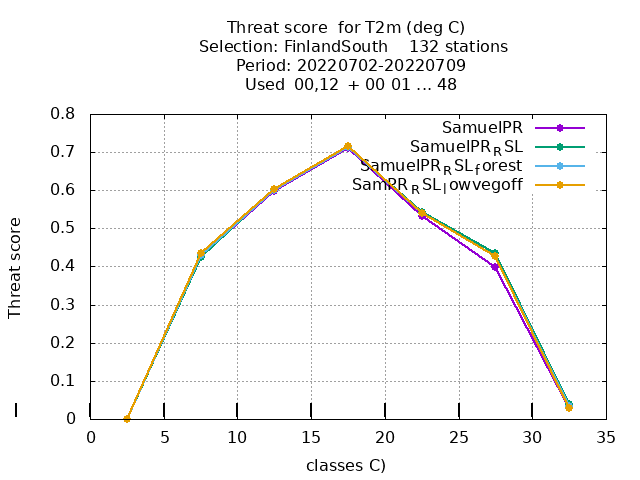 Threat score  for T2m (deg C)
Selection: FinlandSouth    132 stations
Period: 20220702-20220709
Used  00,12  + 00 01 ... 48
SamuelPR
SamuelPR_RSL
SamuelPR_RSL_forest
SamPR_RSL_lowvegoff
0.8
0.7
0.6
0.5
0.4
0.3
0.2
0.1
0
Threat score
0 5 10 15 20 25 30 35
classes C)